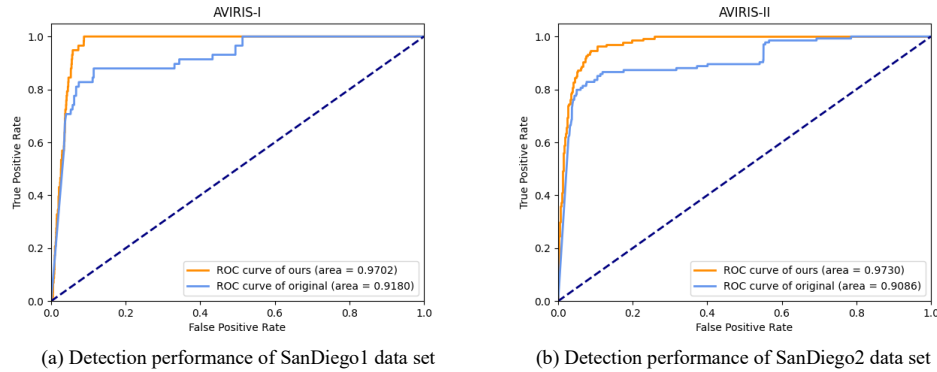 AVIRIS-I
1.0
0.8
0.6
0.4
0.2
0.0
True Positive Rate
0.0
0.2
0.4
0.6
0.8
1.0
False Positive Rate
ROC curve of ours (area = 0.9702)
ROC curve of original (area = 0.9180)
(a) Detection performance of SanDiego1 data set
AVIRIS-II
1.0
0.8
0.6
0.4
0.2
0.0
True Positive Rate
0.0
0.2
0.4
0.6
0.8
1.0
False Positive Rate
ROC curve of ours (area = 0.9730)
ROC curve of original (area = 0.9086)
(b) Detection performance of SanDiego2 data set